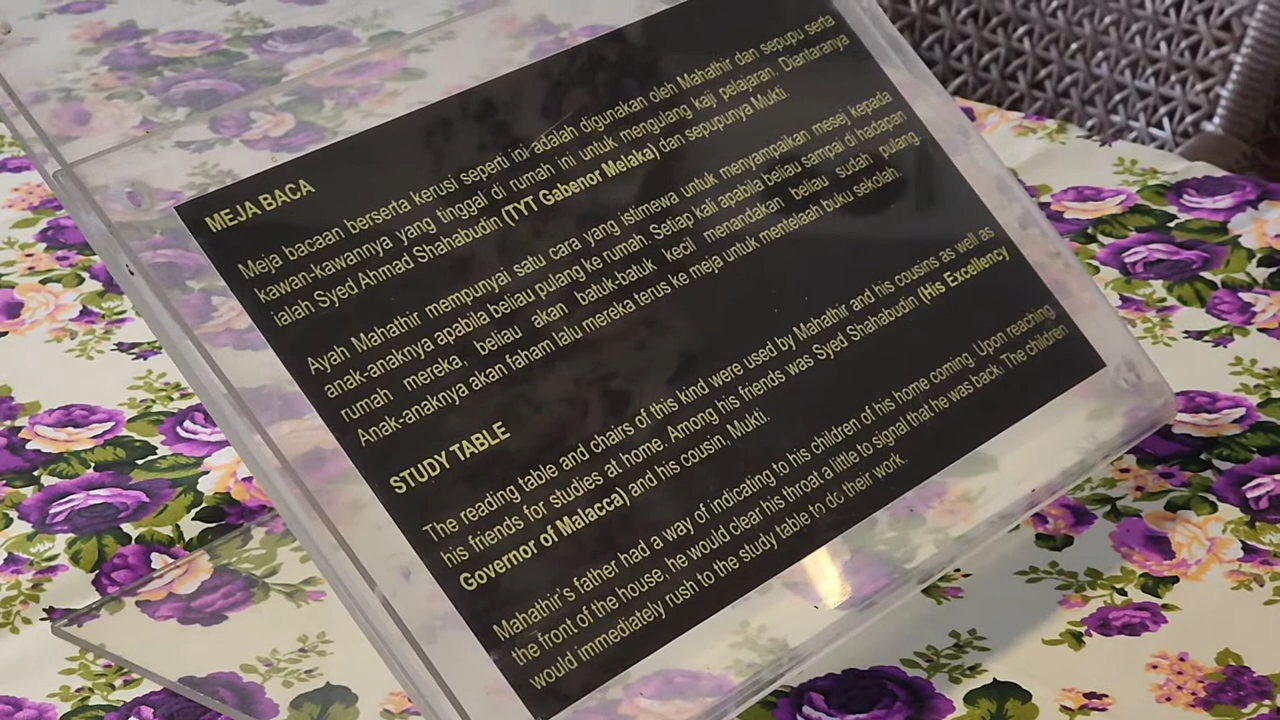 MEJA BACA
Meja bacaan berserta kerusi seperti ini adalah digunakan oleh Mahathir dan sepupu serta
kawan-kawannya yang tinggal di rumah ini untuk mengulang kaji pelajaran. Diantaranya
ialah Syed Ahmad Shahabudin (TYT Gabenor Melaka) dan sepupunya Mukti.
Ayah Mahathir mempunyai satu cara yang istimewa untuk menyampaikan mesej kepada
anak-anaknya apabila beliau pulang ke rumah. Setiap kali apabila beliau sampai di hadapan
rumah mereka, beliau akan batuk-batuk kecil menandakan beliau sudah pulang.
Anak-anaknya akan faham lalu mereka terus ke meja untuk mentelaah buku sekolah.
STUDY TABLE
The reading table and chairs of this kind were used by Mahathir and his cousins as well as
his friends for studies at home. Among his friends was Syed Shahabudin (His Excellency
Governor of Malacca) and his cousin, Mukti.
Mahathir's father had a way of indicating to his children of his home coming. Upon reaching
the front of the house, he would clear his throat a little to signal that he was back. The children
would immediately rush to the study table to do their work.